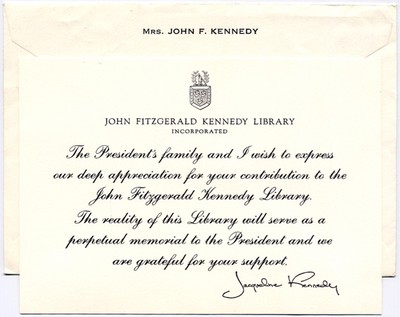 Mrs. JOHN F. KENNEDY
JOHN FITZGERALD KENNEDY LIBRARY
INCORPORATED
The President's family and I wish to express
our deep appreciation for your contribution to the
John Fitzgerald Kennedy Library.
The reality of this Library will serve as a
perpetual memorial to the President and we
are grateful for your support.
Jacqueline Kennedy